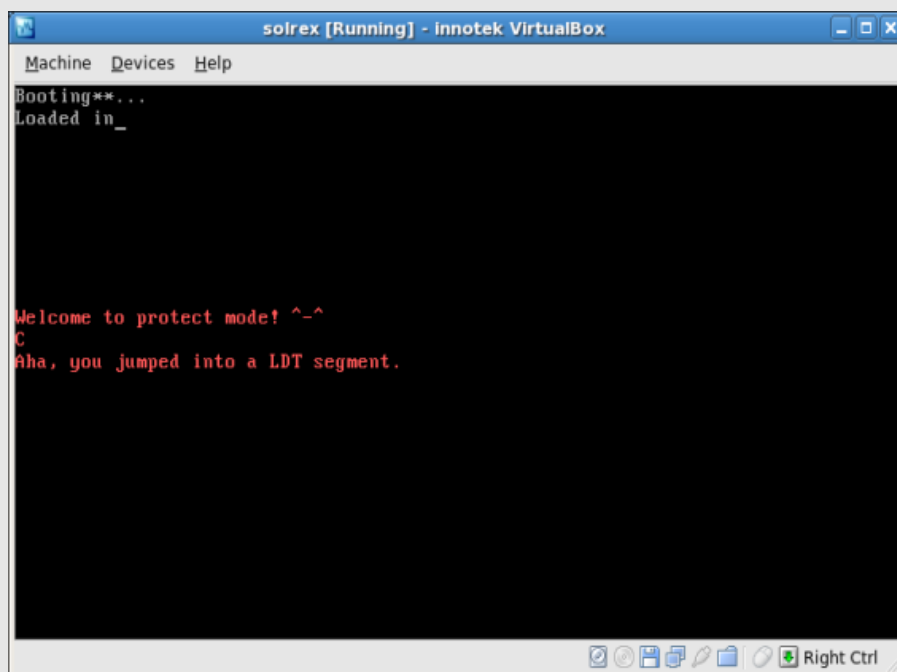 solrex [Running] - innotek VirtualBox
Machine Devices Help
Booting**...
Loaded in_
Welcome to protect mode! ^-^
C
Aha, you jumped into a LDT segment.
Right Ctrl